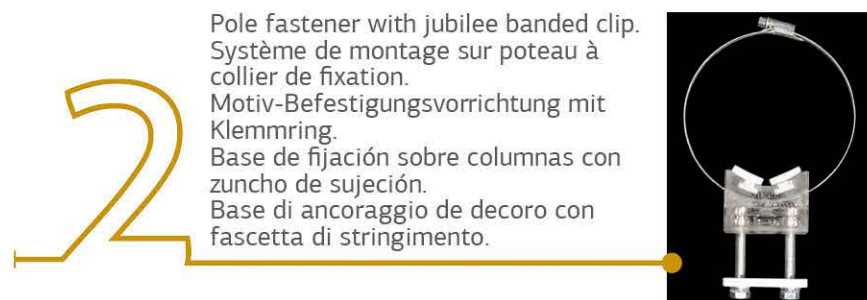 2
Pole fastener with jubilee banded clip.
Système de montage sur poteau à
collier de fixation.
Motiv-Befestigungsvorrichtung mit
Klemmring.
Base de fijación sobre columnas con
zuncho de sujeción.
Base di ancoraggio de decoro con
fascetta di stringimento.